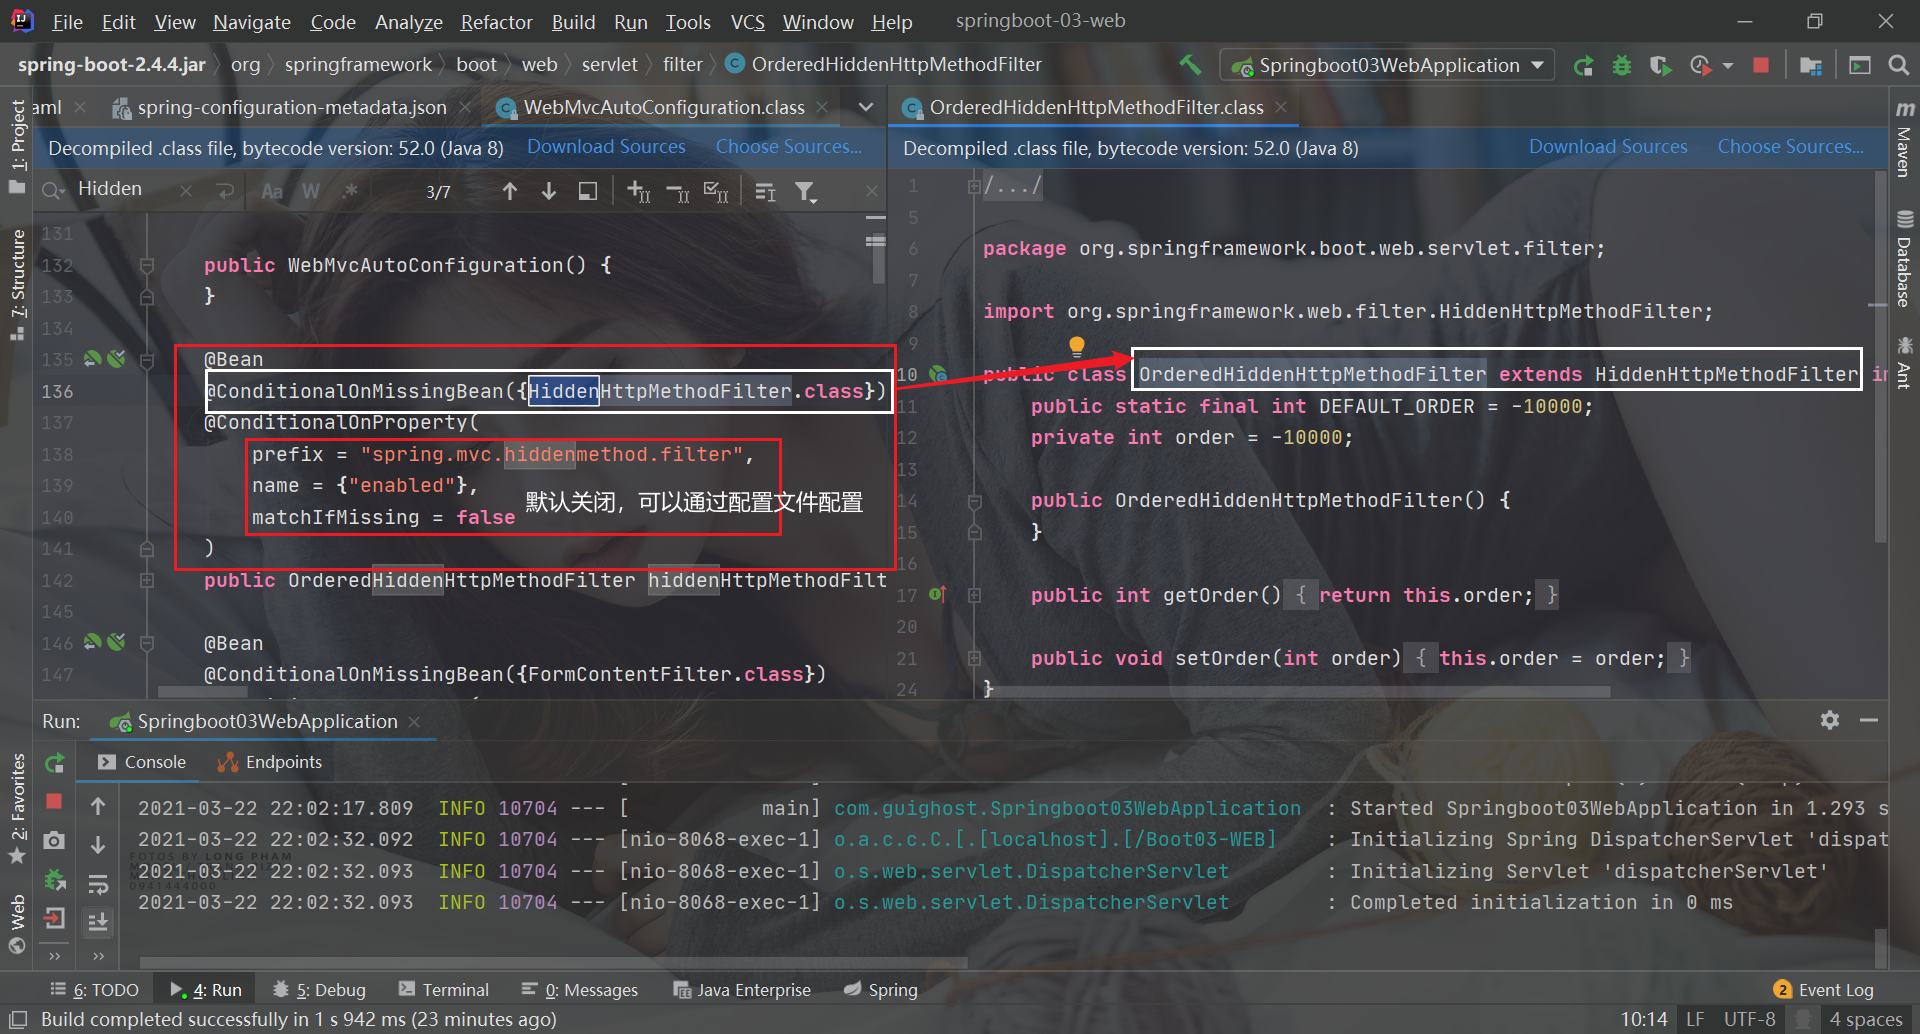 File Edit View Navigate Code Analyze Refactor Build Run Tools VCS Window Help springboot-03-web
spring-boot-2.4.4.jar org springframework boot web servlet filter OrderedHiddenHttpMethodFilter Springboot03WebApplication
aml spring-configuration-metadata.json WebMvcAutoConfiguration.class OrderedHiddenHttpMethodFilter.class
Decompiled .class file, bytecode version: 52.0 (Java 8) Download Sources Choose Sources...
Hidden Aa W .* 3/7
131
132 public WebMvcAutoConfiguration() {
133 }
134
135 @Bean
136 @ConditionalOnMissingBean({HiddenHttpMethodFilter.class})
137 @ConditionalOnProperty(
138 prefix = "spring.mvc.hiddenmethod.filter",
139 name = {"enabled"},
默认关闭，可以通过配置文件配置
140 matchIfMissing = false
141 )
142 public OrderedHiddenHttpMethodFilter hiddenHttpMethodFilt
145
146 @Bean
147 @ConditionalOnMissingBean({FormContentFilter.class})
Decompiled .class file, bytecode version: 52.0 (Java 8) Download Sources Choose Sources...
1 /.../
5
6 package org.springframework.boot.web.servlet.filter;
7
8 import org.springframework.web.filter.HiddenHttpMethodFilter;
9
10 public class OrderedHiddenHttpMethodFilter extends HiddenHttpMethodFilter
11 public static final int DEFAULT_ORDER = -10000;
12 private int order = -10000;
13
14 public OrderedHiddenHttpMethodFilter() {
15 }
16
17 public int getOrder() { return this.order; }
20
21 public void setOrder(int order) { this.order = order; }
24 }
1: Project
7: Structure
2: Favorites
Web
Maven
Database
Ant
Run: Springboot03WebApplication
Console Endpoints
2021-03-22 22:02:17.809 INFO 10704 --- [ main] com.guighost.Springboot03WebApplication : Started Springboot03WebApplication in 1.293 s
2021-03-22 22:02:32.092 INFO 10704 --- [nio-8068-exec-1] o.a.c.c.C.[.[localhost].[/Boot03-WEB] : Initializing Spring DispatcherServlet 'dispat
FOTOS BY LONG PHAM
2021-03-22 22:02:32.093 INFO 10704 --- [nio-8068-exec-1] o.s.web.servlet.DispatcherServlet : Initializing Servlet 'dispatcherServlet'
0941444000
2021-03-22 22:02:32.093 INFO 10704 --- [nio-8068-exec-1] o.s.web.servlet.DispatcherServlet : Completed initialization in 0 ms
6: TODO 4: Run 5: Debug Terminal 0: Messages Java Enterprise Spring 2 Event Log
Build completed successfully in 1 s 942 ms (23 minutes ago) 10:14 LF UTF-8 4 spaces